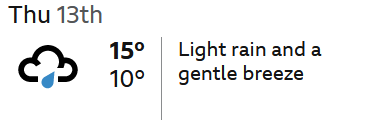 Thu 13th
15°
10°
Light rain and a
gentle breeze